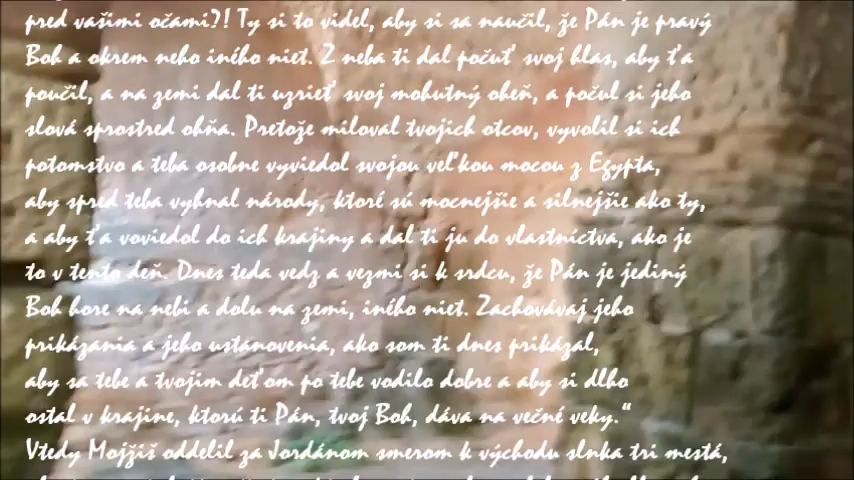 pred vašimi očami?! Ty si to videl, aby si sa naučil, že Pán je pravý
Boh a okrem neho iného niet. Z neba ti dal počuť svoj hlas, aby ťa
poučil, a na zemi dal ti uzrieť svoj mohutný oheň, a počul si jeho
slová sprostred ohňa. Pretože miloval tvojich otcov, vyvolil si ich
potomstvo a teba osobne vyviedol svojou veľkou mocou z Egypta,
aby spred teba vyhnal národy, ktoré sú mocnejšie a silnejšie ako ty,
a aby ťa voviedol do ich krajiny a dal ti ju do vlastníctva, ako je
to v tento deň. Dnes teda vedz a vezmi si k srdcu, že Pán je jediný
Boh hore na nebi a dolu na zemi, iného niet. Zachovávaj jeho
prikázania a jeho ustanovenia, ako som ti dnes prikázal,
aby sa tebe a tvojim deťom po tebe vodilo dobre a aby si dlho
ostal v krajine, ktorú ti Pán, tvoj Boh, dáva na večné veky.“
Vtedy Mojžiš oddelil za Jordánom smerom k východu slnka tri mestá,